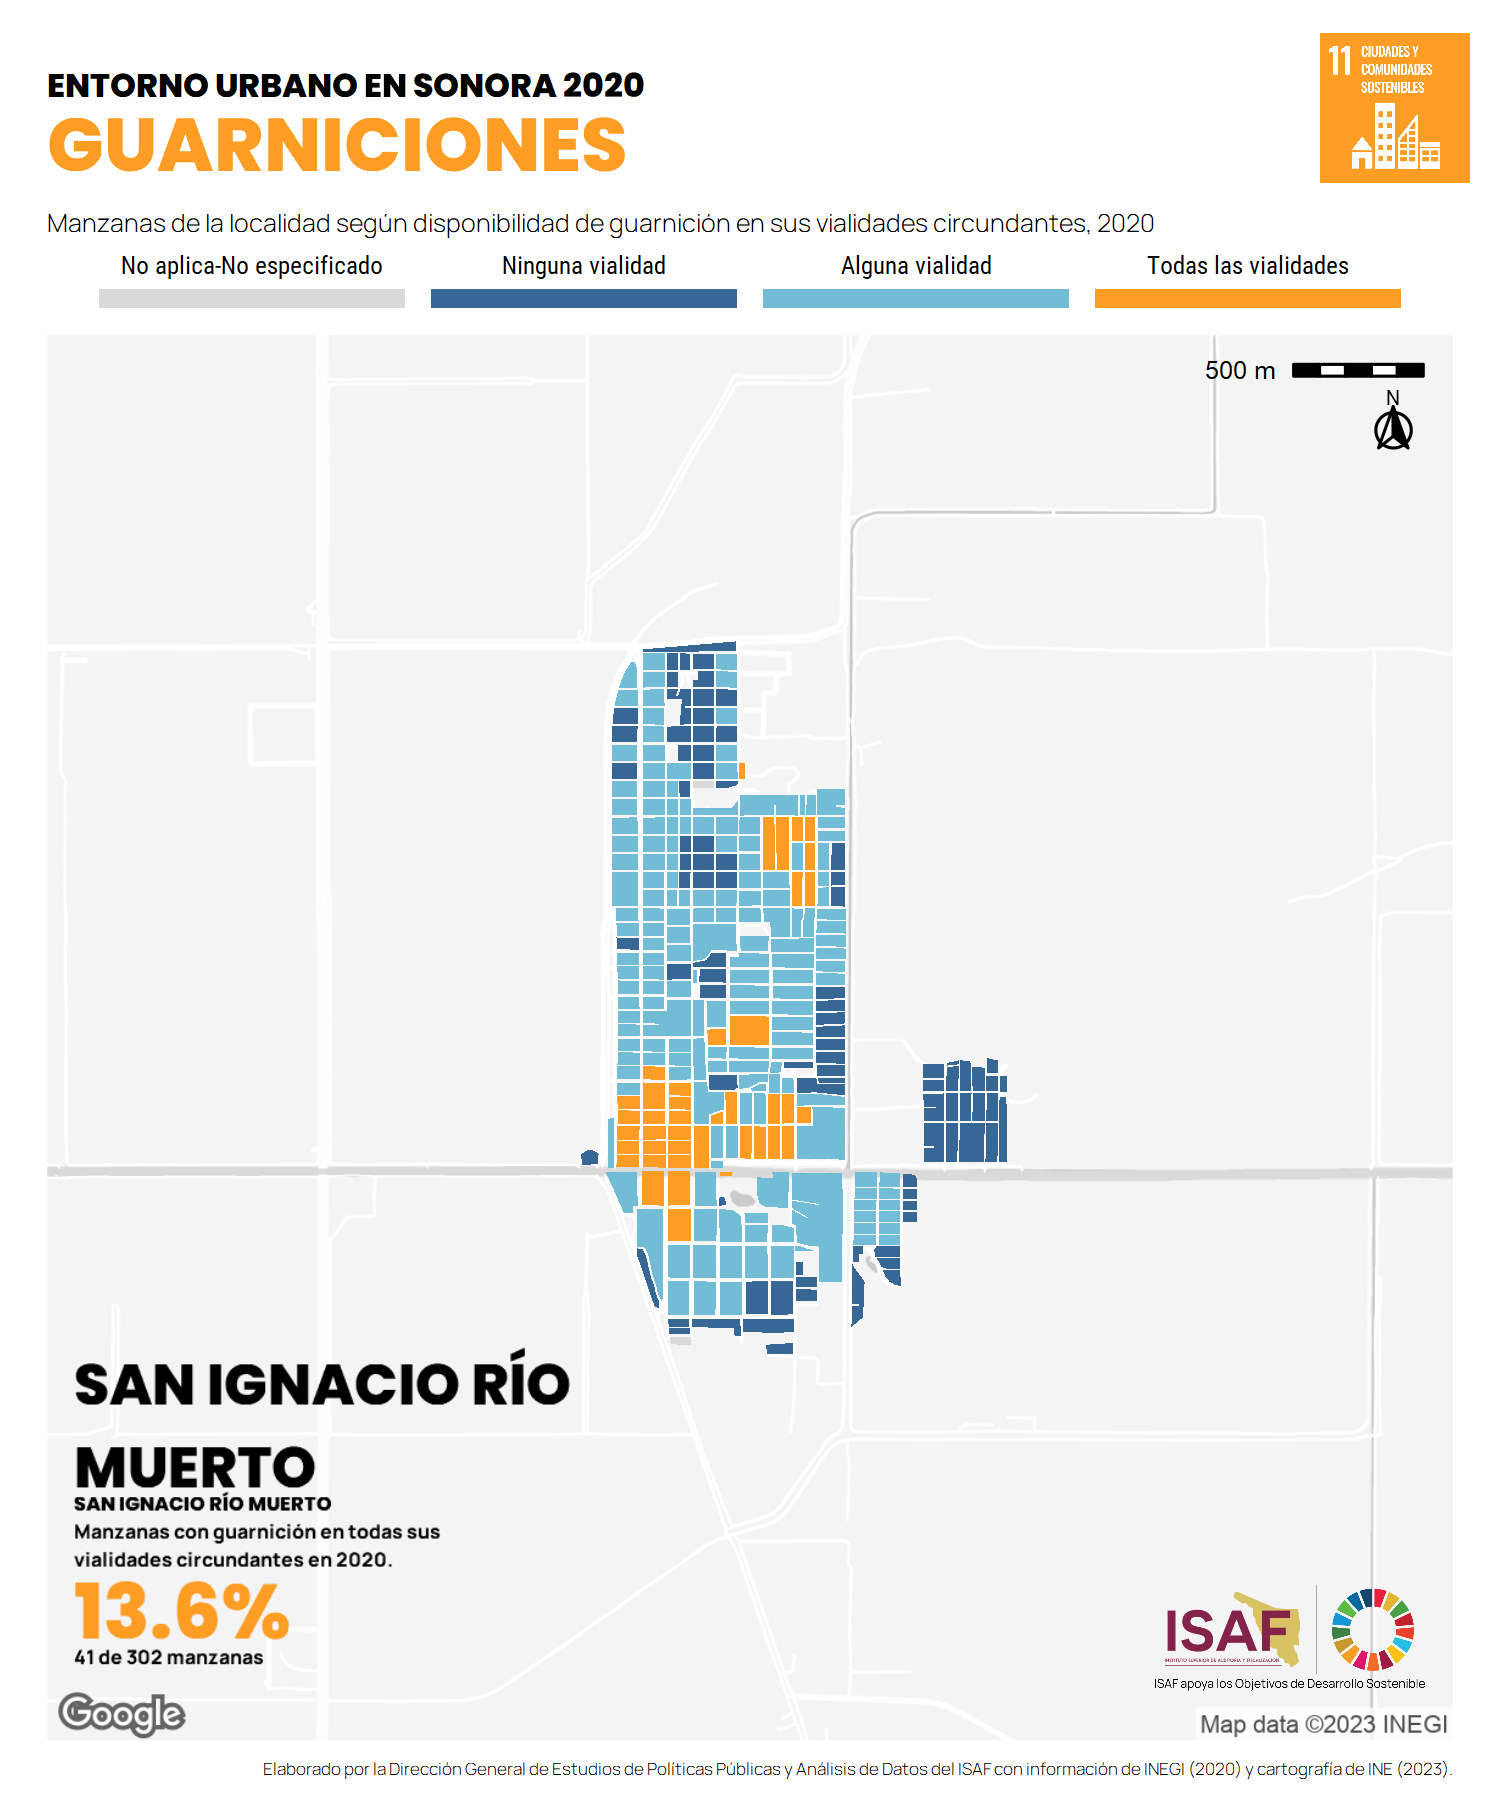 ENTORNO URBANO EN SONORA 2020
GUARNICIONES
11 CIUDADES Y
COMUNIDADES
SOSTENIBLES
Manzanas de la localidad según disponibilidad de guarnición en sus vialidades circundantes, 2020
No aplica-No especificado
Ninguna vialidad
Alguna vialidad
Todas las vialidades
500 m
N
SAN IGNACIO RÍO
MUERTO
SAN IGNACIO RÍO MUERTO
Manzanas con guarnición en todas sus
vialidades circundantes en 2020.
13.6%
41 de 302 manzanas
Google
ISAF
INSTITUTO SUPERIOR DE AUDITORÍA Y FISCALIZACIÓN
ISAF apoya los Objetivos de Desarrollo Sostenible
Map data ©2023 INEGI
Elaborado por la Dirección General de Estudios de Políticas Públicas y Análisis de Datos del ISAF con información de INEGI (2020) y cartografía de INE (2023).